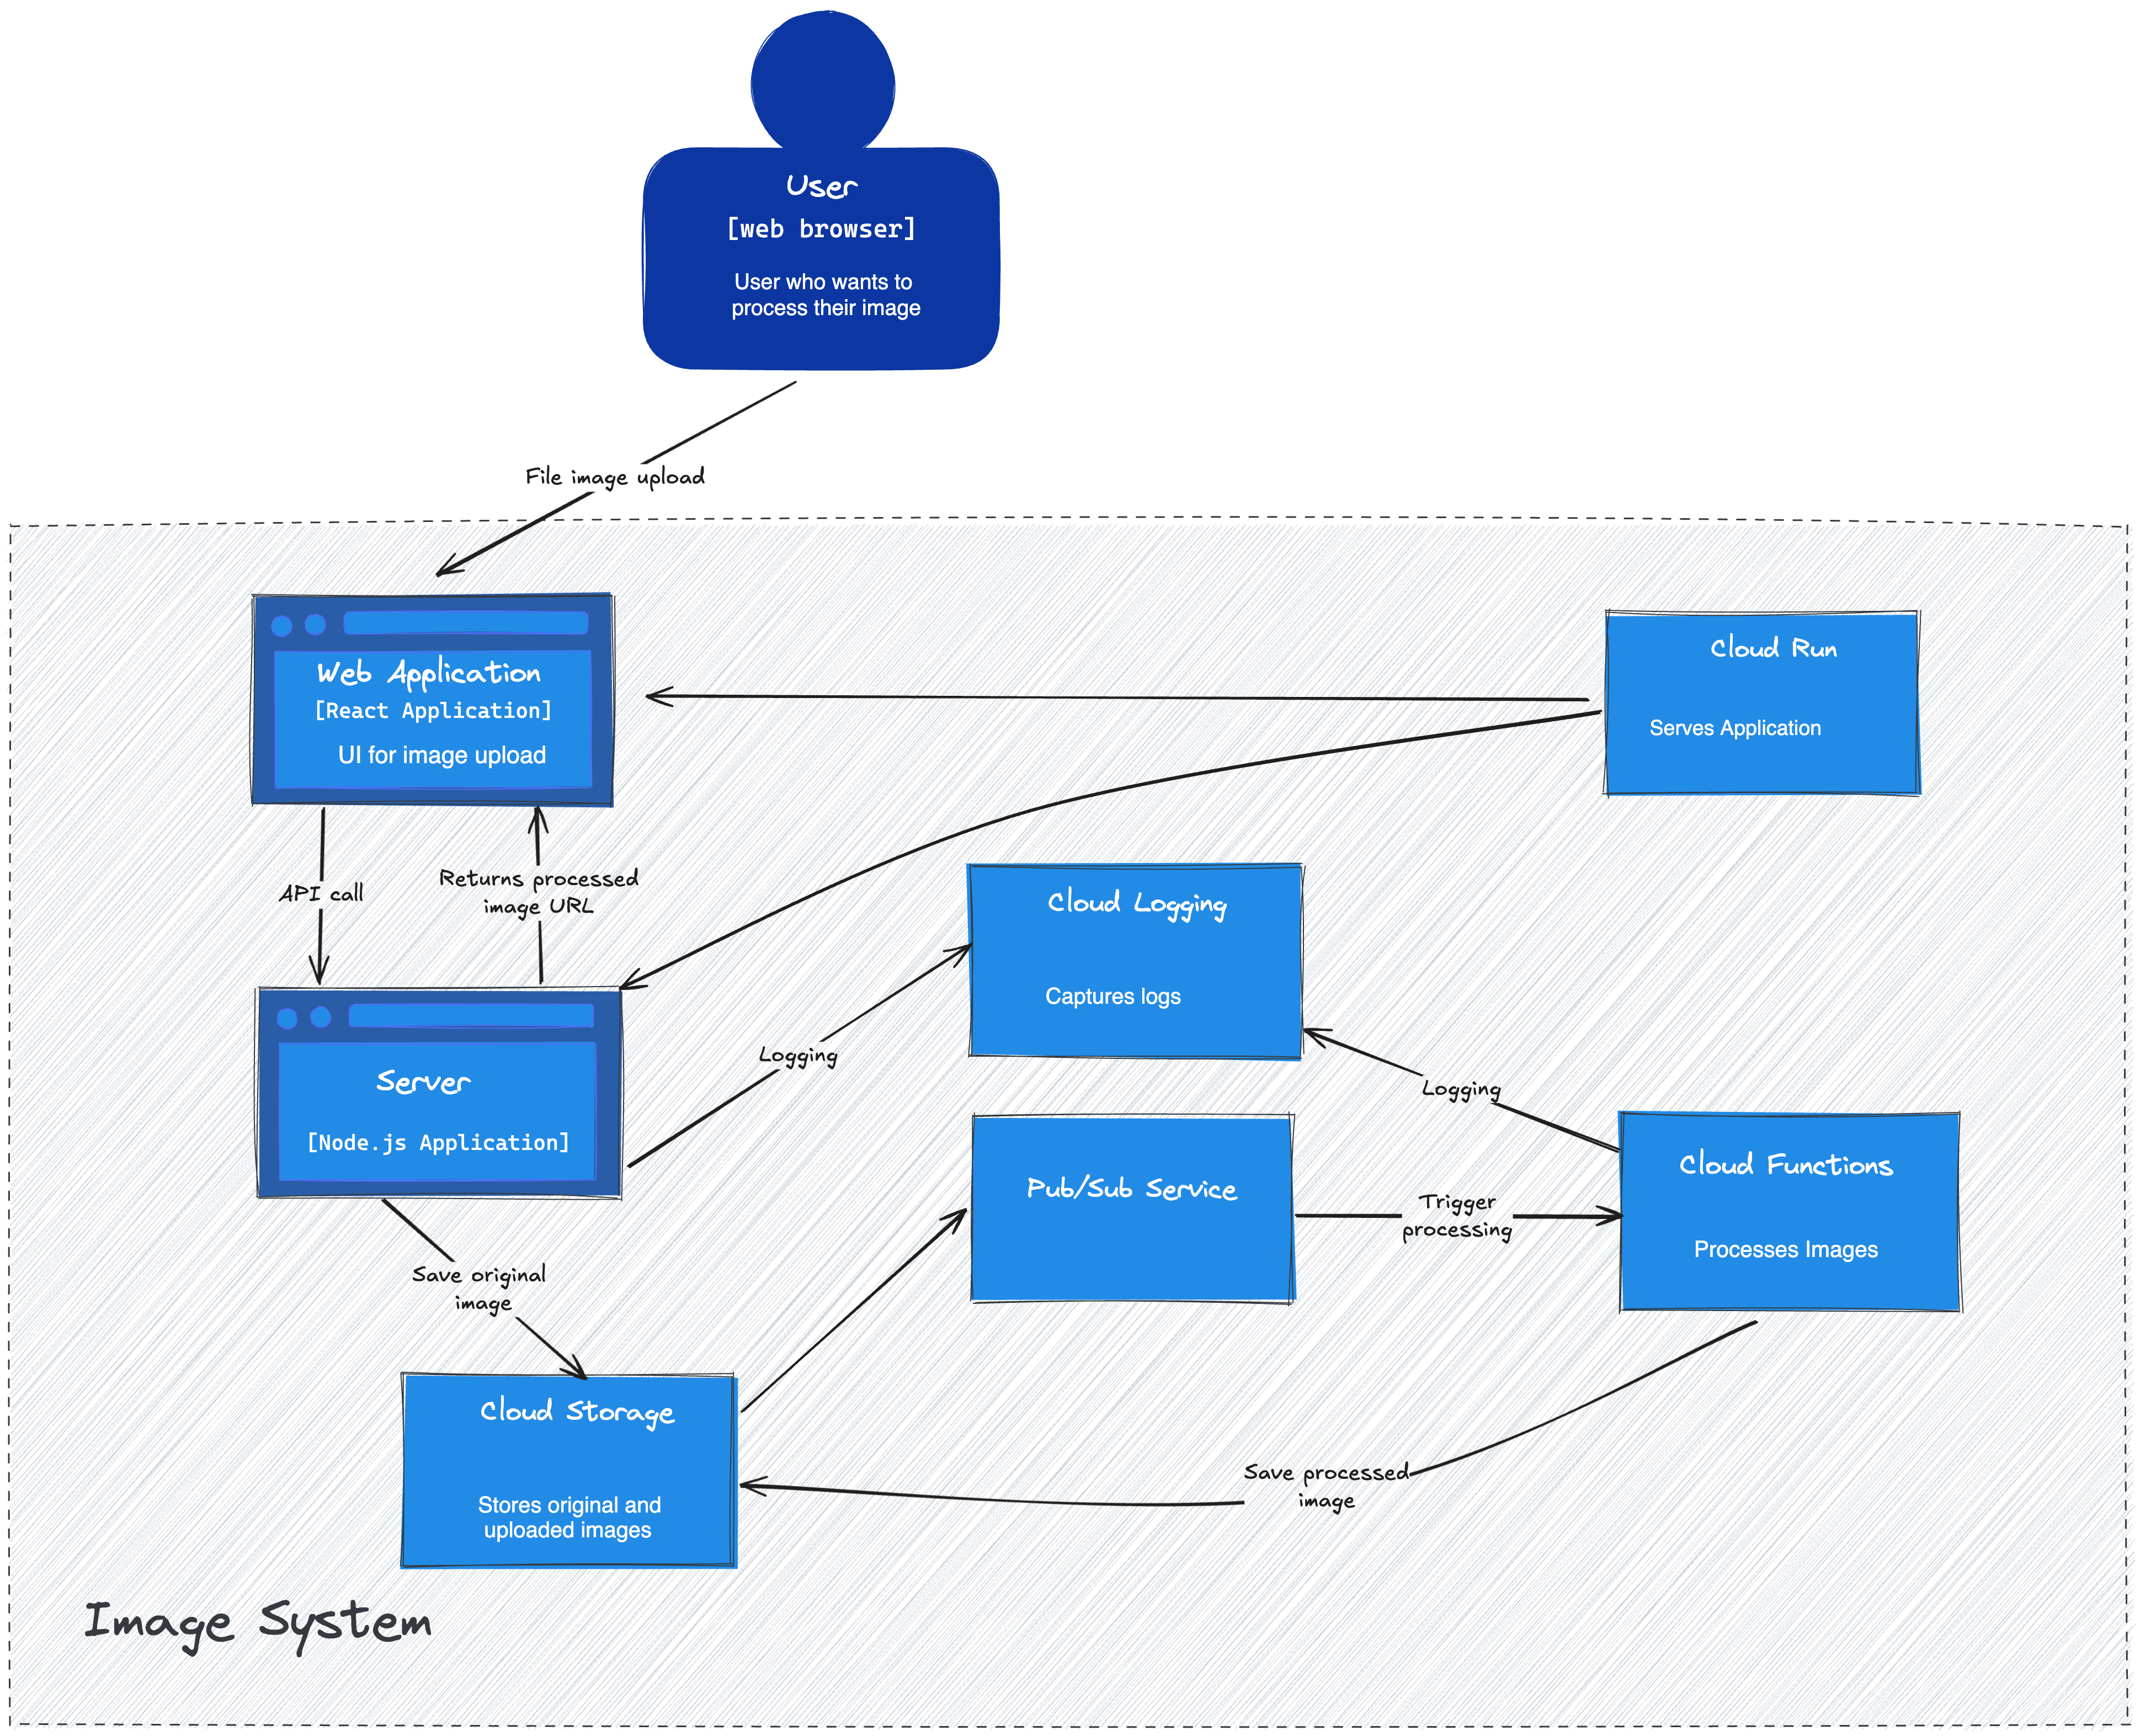 User
[web browser]
User who wants to
process their image
File image upload
Web Application
[React Application]
UI for image upload
Cloud Run
Serves Application
API call
Returns processed
image URL
Cloud Logging
Captures logs
Server
[Node.js Application]
Logging
Logging
Pub/Sub Service
Trigger
processing
Cloud Functions
Processes Images
Save original
image
Cloud Storage
Stores original and
uploaded images
Save processed
image
Image System